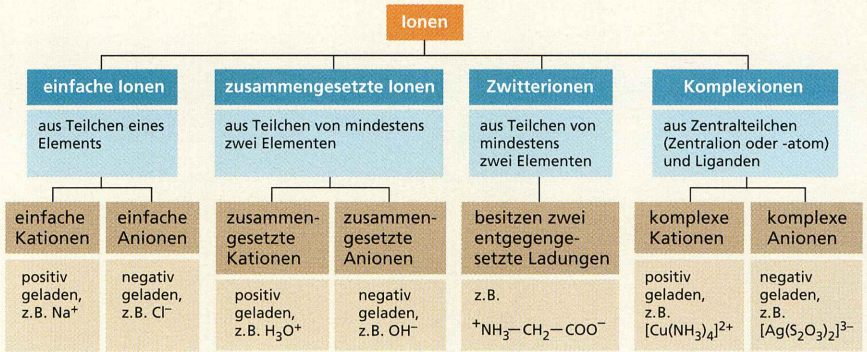 Ionen
einfache Ionen
aus Teilchen eines
Elements
einfache
Kationen
positiv
geladen,
z.B. Na⁺
einfache
Anionen
negativ
geladen,
z.B. Cl⁻
zusammengesetzte Ionen
aus Teilchen von mindestens
zwei Elementen
zusammen-
gesetzte
Kationen
positiv
geladen,
z.B. H₃O⁺
zusammen-
gesetzte
Anionen
negativ
geladen,
z.B. OH⁻
Zwitterionen
aus Teilchen von
mindestens
zwei Elementen
besitzen zwei
entgegenge-
setzte Ladungen
z.B.
⁺NH₃—CH₂—COO⁻
Komplexionen
aus Zentralteilchen
(Zentralion oder -atom)
und Liganden
komplexe
Kationen
positiv
geladen,
z.B.
[Cu(NH₃)₄]²⁺
komplexe
Anionen
negativ
geladen,
z.B.
[Ag(S₂O₃)₂]³⁻